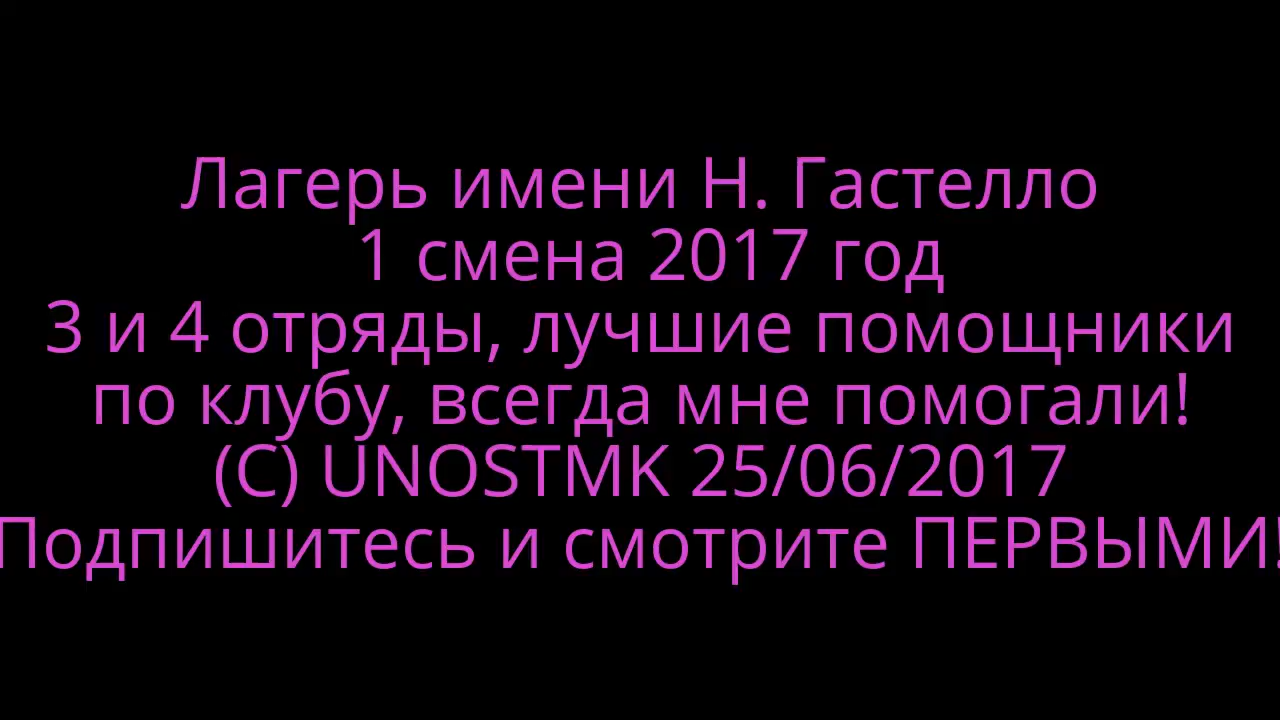 Лагерь имени Н. Гастелло
1 смена 2017 год
3 и 4 отряды, лучшие помощники
по клубу, всегда мне помогали!
(C) UNOSTMK 25/06/2017
Подпишитесь и смотрите ПЕРВЫМИ!